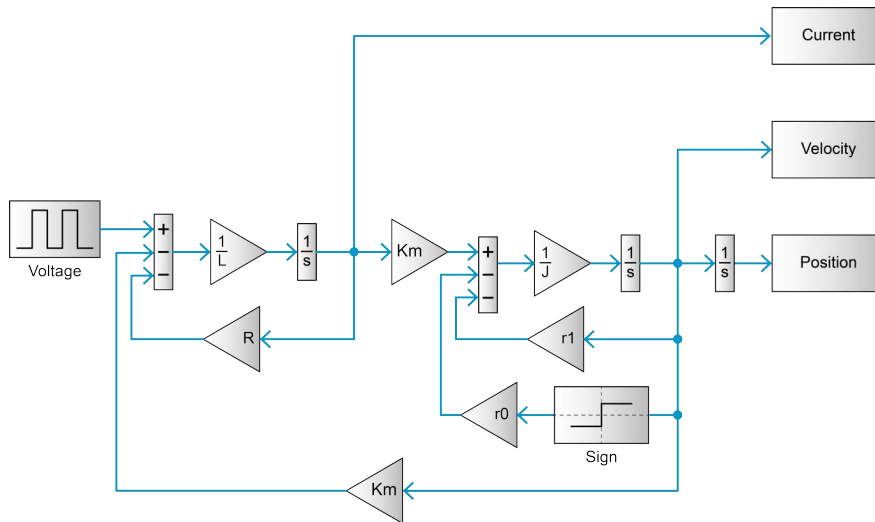 Current
Velocity
Voltage
+
−
−
1
L
1
s
Km
+
−
−
1
J
1
s
1
s
Position
R
r1
r0
Sign
Km